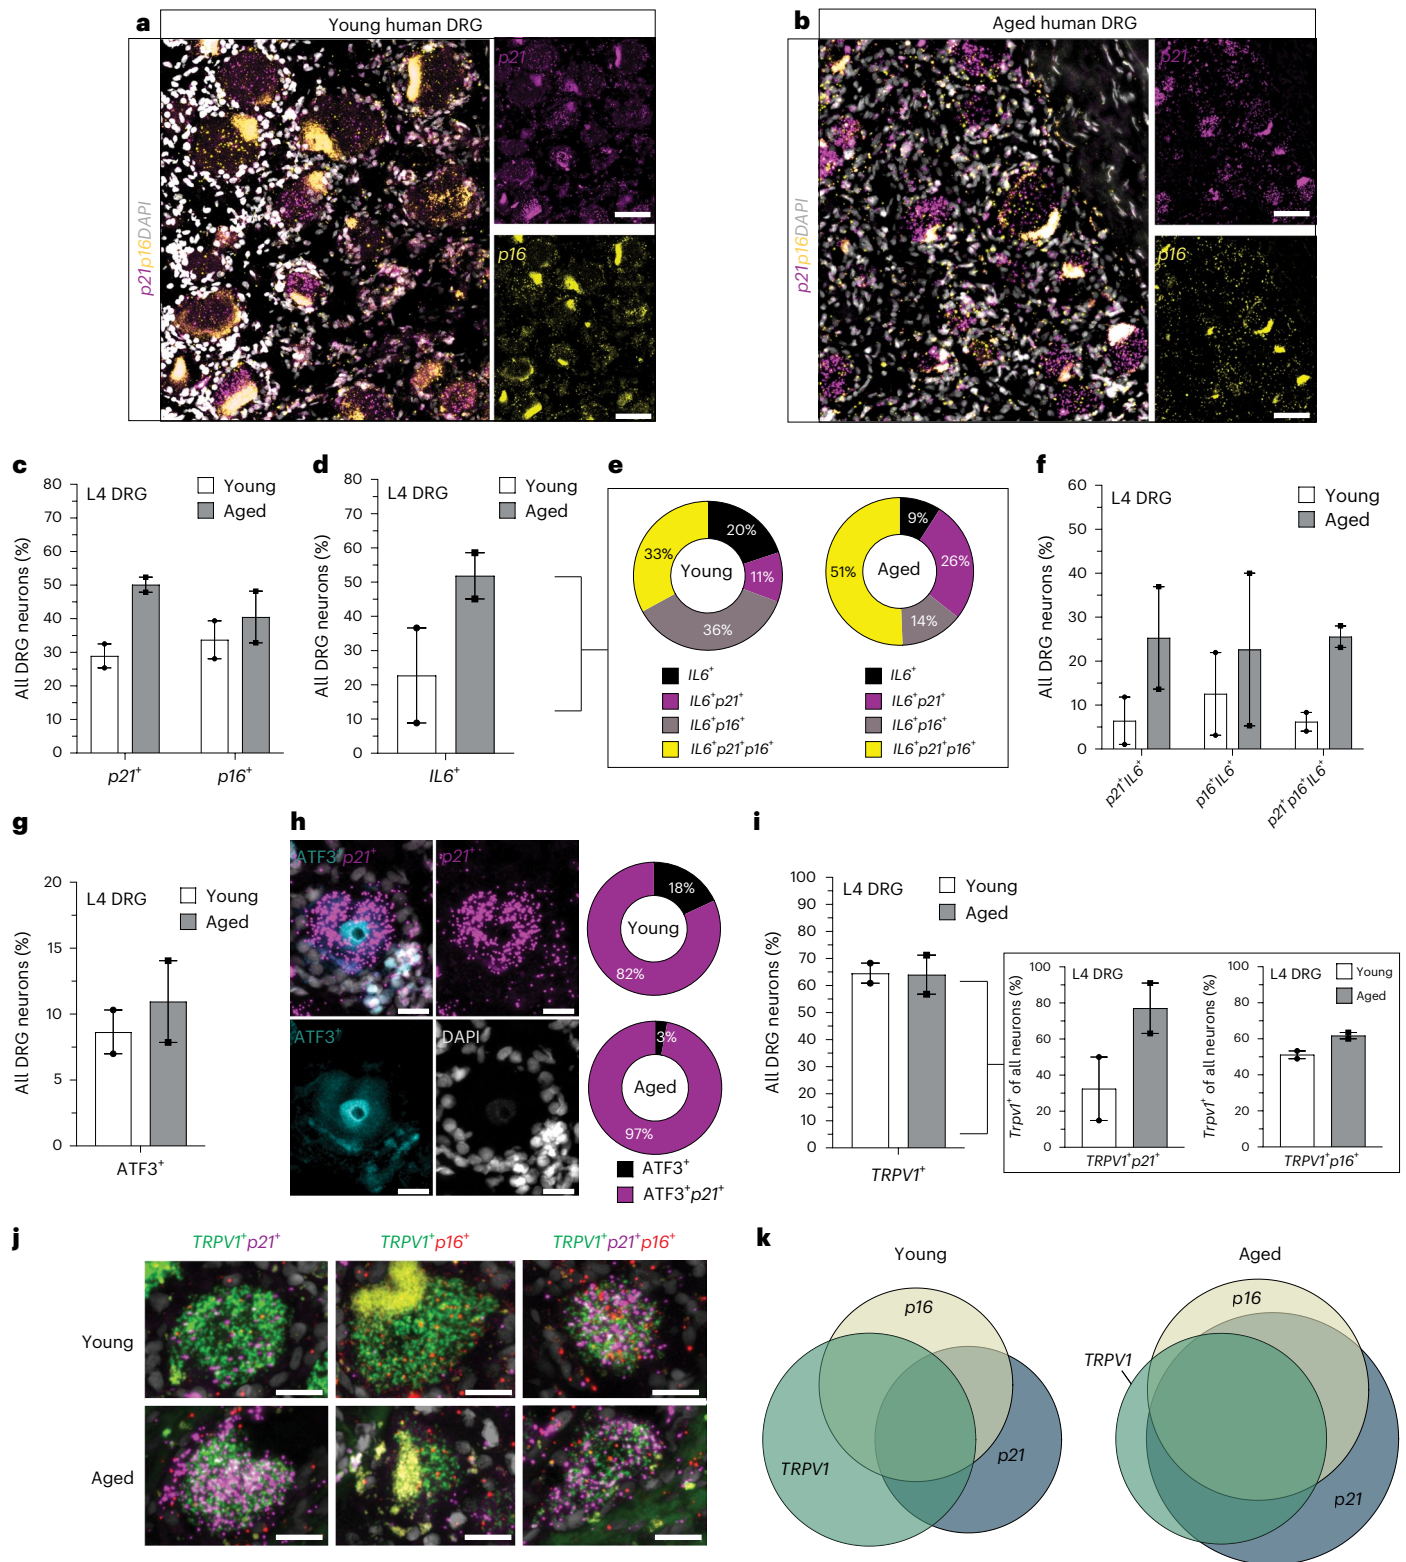 a
Young human DRG
p21p16DAPI
p21
p16
b
Aged human DRG
p21p16DAPI
p21
p16
c
L4 DRG
Young
Aged
All DRG neurons (%)
80
70
60
50
40
30
20
10
0
p21⁺
p16⁺
d
L4 DRG
Young
Aged
All DRG neurons (%)
80
70
60
50
40
30
20
10
0
IL6⁺
e
20%
11%
36%
33%
Young
9%
26%
14%
51%
Aged
IL6⁺
IL6⁺p21⁺
IL6⁺p16⁺
IL6⁺p21⁺p16⁺
IL6⁺
IL6⁺p21⁺
IL6⁺p16⁺
IL6⁺p21⁺p16⁺
f
L4 DRG
Young
Aged
All DRG neurons (%)
60
50
40
30
20
10
0
p21⁺IL6⁺
p16⁺IL6⁺
p21⁺p16⁺IL6⁺
g
L4 DRG
Young
Aged
All DRG neurons (%)
20
15
10
5
0
ATF3⁺
h
ATF3⁺p21⁺
p21⁺
ATF3⁺
DAPI
18%
82%
Young
3%
97%
Aged
ATF3⁺
ATF3⁺p21⁺
i
L4 DRG
Young
Aged
All DRG neurons (%)
100
90
80
70
60
50
40
30
20
10
0
TRPV1⁺
L4 DRG
Trpv1⁺ of all neurons (%)
100
80
60
40
20
0
TRPV1⁺p21⁺
L4 DRG
Young
Aged
Trpv1⁺ of all neurons (%)
100
80
60
40
20
0
TRPV1⁺p16⁺
j
TRPV1⁺p21⁺
TRPV1⁺p16⁺
TRPV1⁺p21⁺p16⁺
Young
Aged
k
Young
p16
TRPV1
p21
Aged
p16
TRPV1
p21